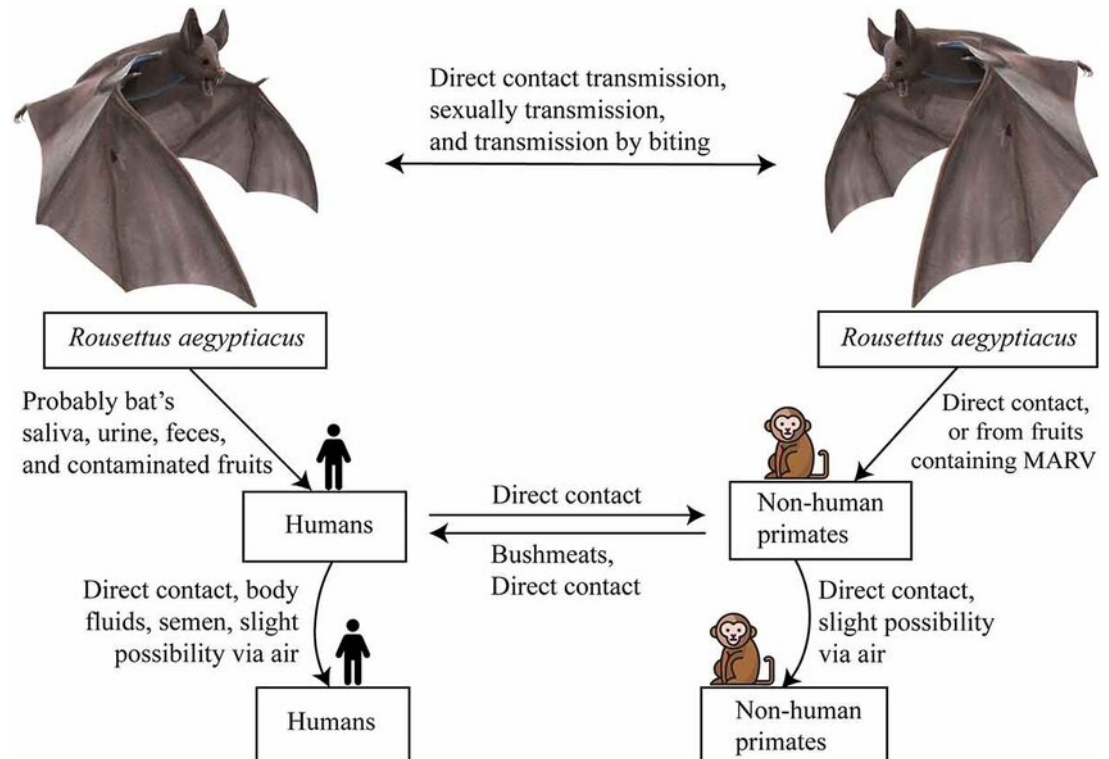 Direct contact transmission,
sexually transmission,
and transmission by biting
Rousettus aegyptiacus
Rousettus aegyptiacus
Probably bat's
saliva, urine, feces,
and contaminated fruits
Direct contact,
or from fruits
containing MARV
Humans
Direct contact
Bushmeats,
Direct contact
Non-human
primates
Direct contact, body
fluids, semen, slight
possibility via air
Direct contact,
slight possibility
via air
Humans
Non-human
primates